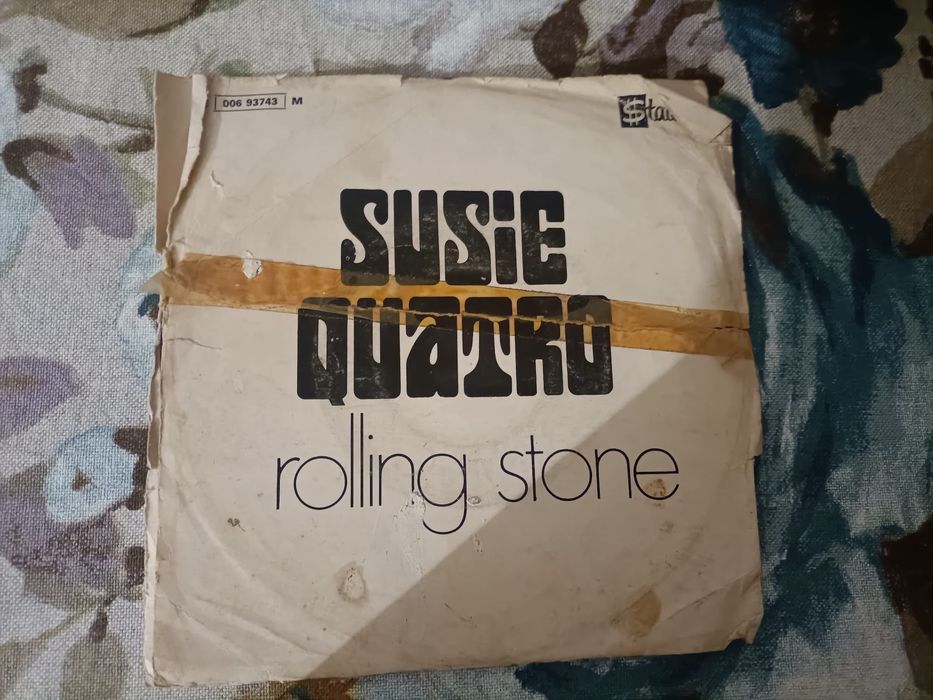 006 93743 M
SUSiE
QUaTRO
rolling stone